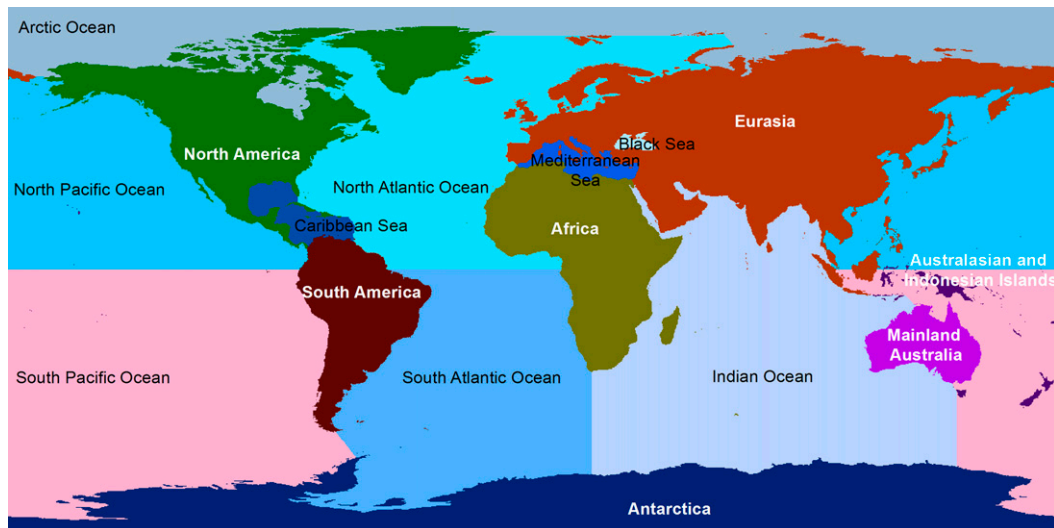 Arctic Ocean
Eurasia
Black Sea
North America
Mediterranean
Sea
North Pacific Ocean
North Atlantic Ocean
Caribbean Sea
Africa
Australasian and
Indonesian Islands
South America
Mainland
Australia
South Pacific Ocean
South Atlantic Ocean
Indian Ocean
Antarctica